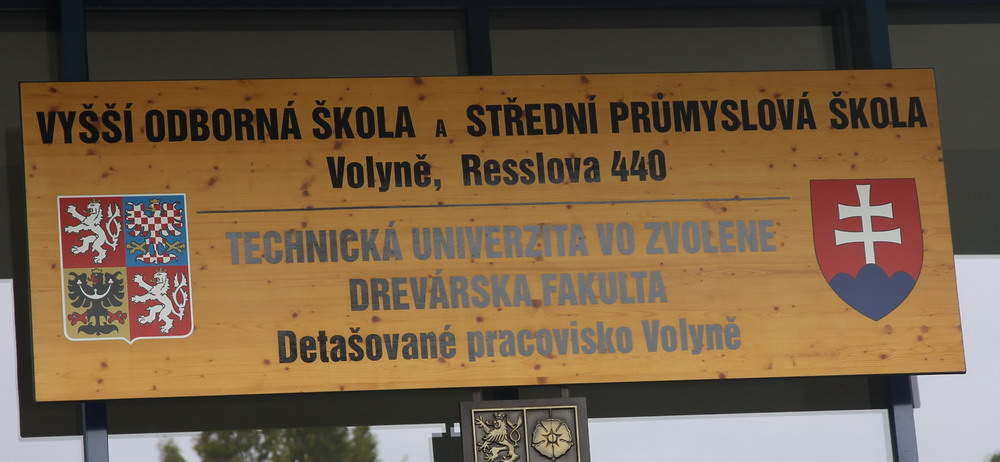 VYŠŠÍ ODBORNÁ ŠKOLA A STŘEDNÍ PRŮMYSLOVÁ ŠKOLA
Volyně, Resslova 440
TECHNICKÁ UNIVERZITA VO ZVOLENE
DREVÁRSKA FAKULTA
Detašované pracovisko Volyně